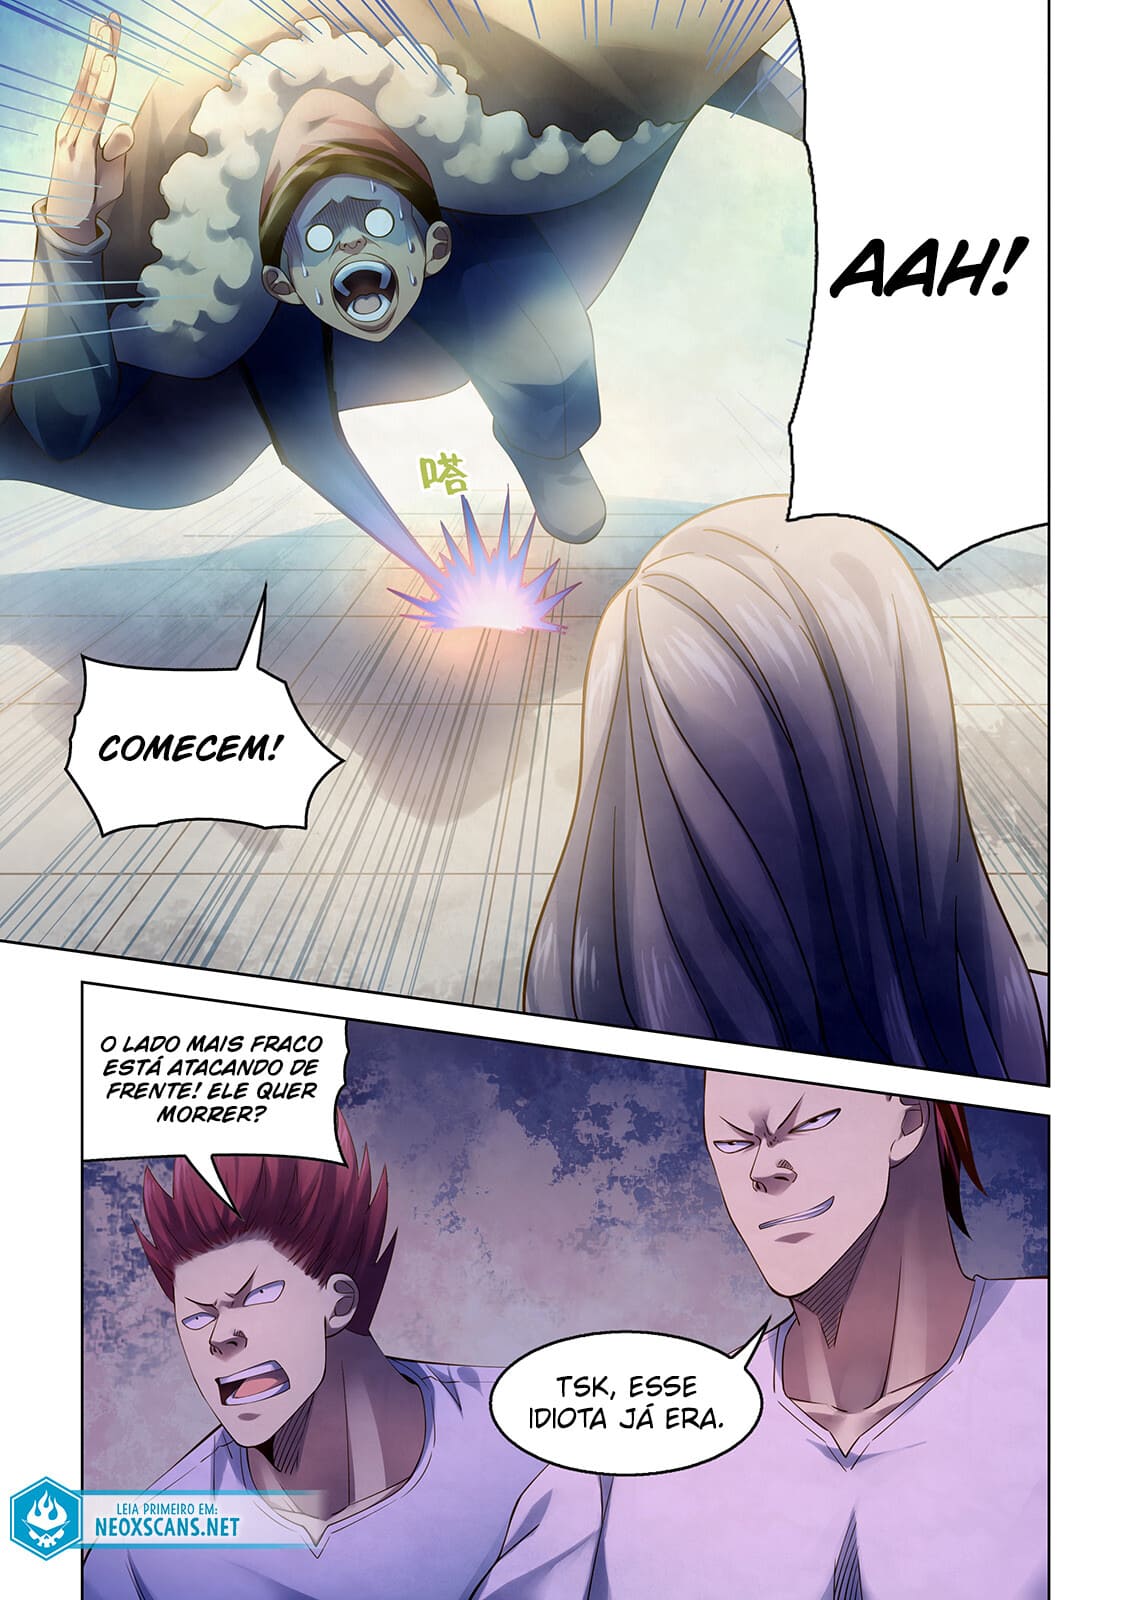 AAH!
嗒
COMECEM!
O LADO MAIS FRACO
ESTÁ ATACANDO DE
FRENTE! ELE QUER
MORRER?
TSK, ESSE
IDIOTA JÁ ERA.
LEIA PRIMEIRO EM:
NEOXSCANS.NET